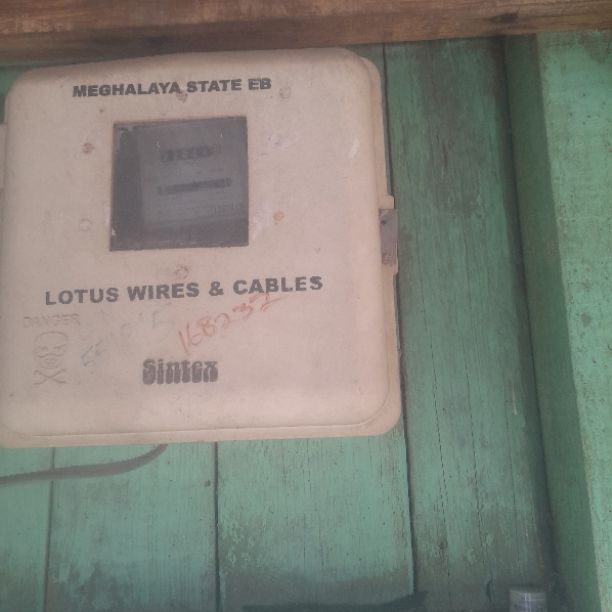 MEGHALAYA STATE EB
LOTUS WIRES & CABLES
DANGER
168232
Sintex